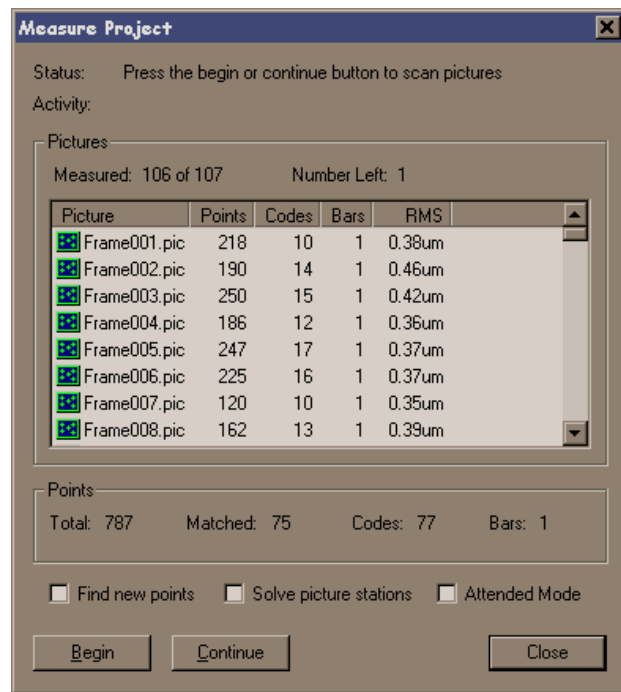 Measure Project
Status: Press the begin or continue button to scan pictures
Activity:
Pictures
Measured: 106 of 107 Number Left: 1
Picture Points Codes Bars RMS
Frame001.pic 218 10 1 0.38um
Frame002.pic 190 14 1 0.46um
Frame003.pic 250 15 1 0.42um
Frame004.pic 186 12 1 0.36um
Frame005.pic 247 17 1 0.37um
Frame006.pic 225 16 1 0.37um
Frame007.pic 120 10 1 0.35um
Frame008.pic 162 13 1 0.39um
Points
Total: 787 Matched: 75 Codes: 77 Bars: 1
Find new points Solve picture stations Attended Mode
Begin Continue Close